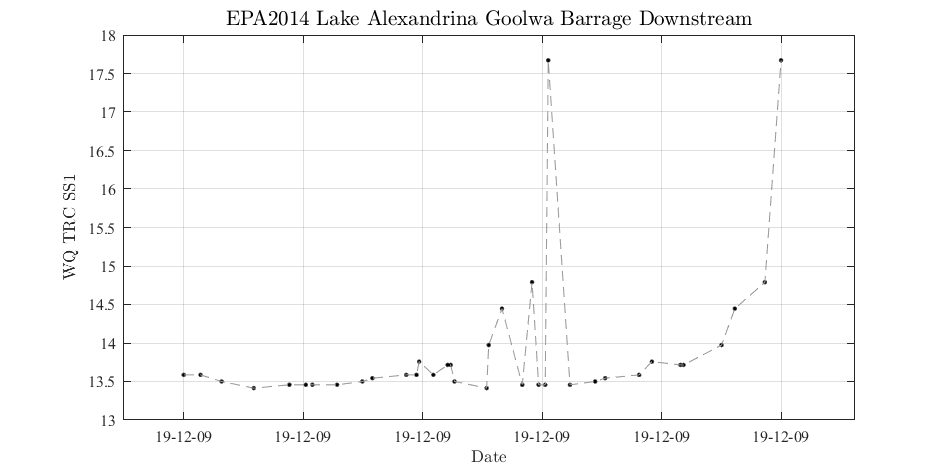 EPA2014 Lake Alexandrina Goolwa Barrage Downstream
18
17.5
17
16.5
16
15.5
15
14.5
14
13.5
13
WQ TRC SS1
19-12-09 19-12-09 19-12-09 19-12-09 19-12-09 19-12-09
Date